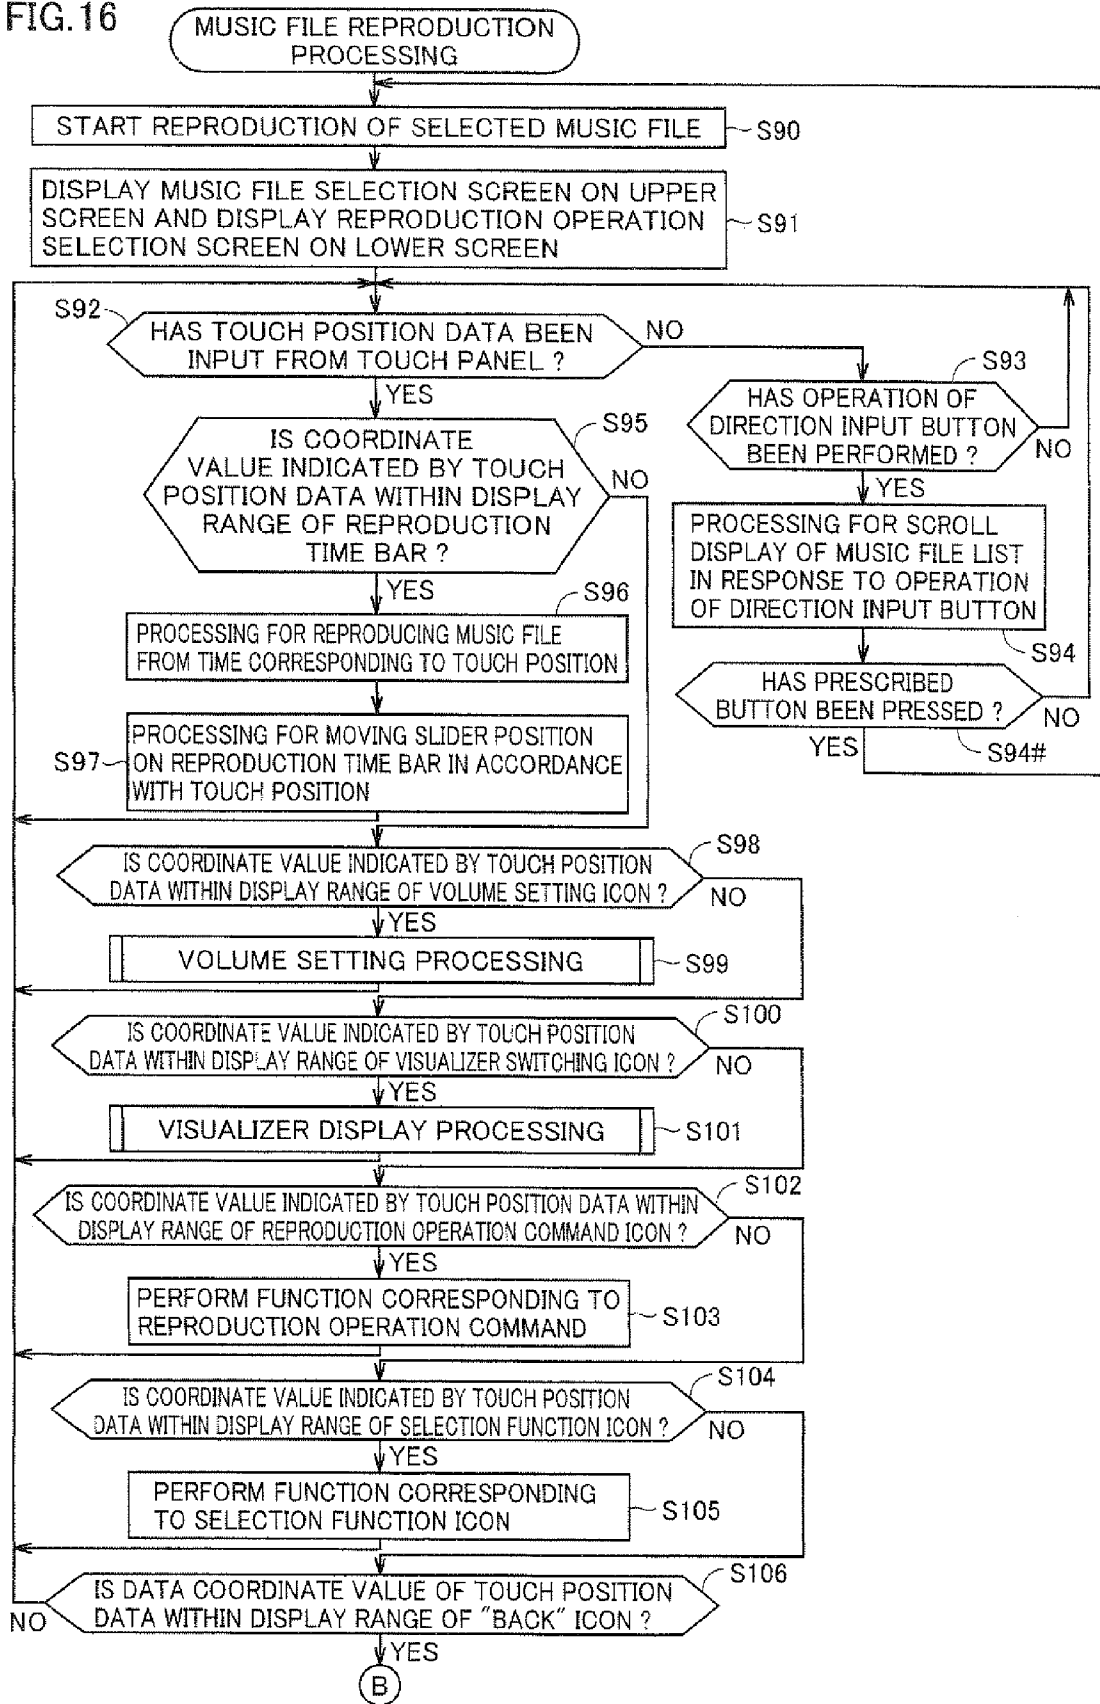 FIG.16
MUSIC FILE REPRODUCTION
PROCESSING
START REPRODUCTION OF SELECTED MUSIC FILE
S90
DISPLAY MUSIC FILE SELECTION SCREEN ON UPPER
SCREEN AND DISPLAY REPRODUCTION OPERATION
SELECTION SCREEN ON LOWER SCREEN
S91
S92
HAS TOUCH POSITION DATA BEEN
INPUT FROM TOUCH PANEL ?
NO
YES
S93
HAS OPERATION OF
DIRECTION INPUT BUTTON
BEEN PERFORMED ?
NO
YES
PROCESSING FOR SCROLL
DISPLAY OF MUSIC FILE LIST
IN RESPONSE TO OPERATION
OF DIRECTION INPUT BUTTON
S94
HAS PRESCRIBED
BUTTON BEEN PRESSED ?
NO
YES
S94#
S95
IS COORDINATE
VALUE INDICATED BY TOUCH
POSITION DATA WITHIN DISPLAY
RANGE OF REPRODUCTION
TIME BAR ?
NO
YES
S96
PROCESSING FOR REPRODUCING MUSIC FILE
FROM TIME CORRESPONDING TO TOUCH POSITION
S97
PROCESSING FOR MOVING SLIDER POSITION
ON REPRODUCTION TIME BAR IN ACCORDANCE
WITH TOUCH POSITION
S98
IS COORDINATE VALUE INDICATED BY TOUCH POSITION
DATA WITHIN DISPLAY RANGE OF VOLUME SETTING ICON ?
NO
YES
VOLUME SETTING PROCESSING
S99
S100
IS COORDINATE VALUE INDICATED BY TOUCH POSITION
DATA WITHIN DISPLAY RANGE OF VISUALIZER SWITCHING ICON ?
NO
YES
VISUALIZER DISPLAY PROCESSING
S101
S102
IS COORDINATE VALUE INDICATED BY TOUCH POSITION DATA WITHIN
DISPLAY RANGE OF REPRODUCTION OPERATION COMMAND ICON ?
NO
YES
PERFORM FUNCTION CORRESPONDING TO
REPRODUCTION OPERATION COMMAND
S103
S104
IS COORDINATE VALUE INDICATED BY TOUCH POSITION
DATA WITHIN DISPLAY RANGE OF SELECTION FUNCTION ICON ?
NO
YES
PERFORM FUNCTION CORRESPONDING
TO SELECTION FUNCTION ICON
S105
S106
IS DATA COORDINATE VALUE OF TOUCH POSITION
DATA WITHIN DISPLAY RANGE OF "BACK" ICON ?
NO
YES
B